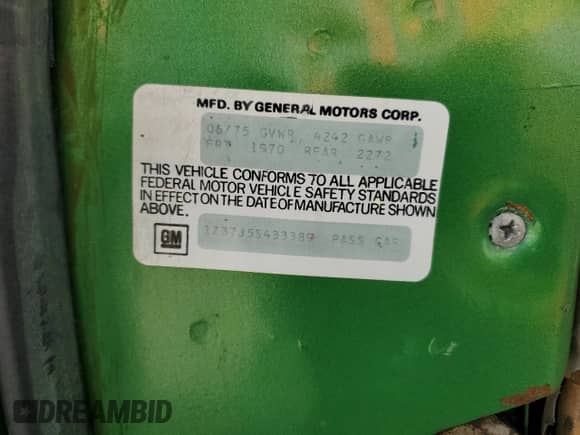 MFD. BY GENERAL MOTORS CORP.
06/75 GVWR 4242 GAWR
FRT 1970 REAR 2272
THIS VEHICLE CONFORMS TO ALL APPLICABLE
FEDERAL MOTOR VEHICLE SAFETY STANDARDS
IN EFFECT ON THE DATE OF MANUFACTURE SHOWN
ABOVE.
GM
1Z37J5S433389 PASS CAR
DREAMBID